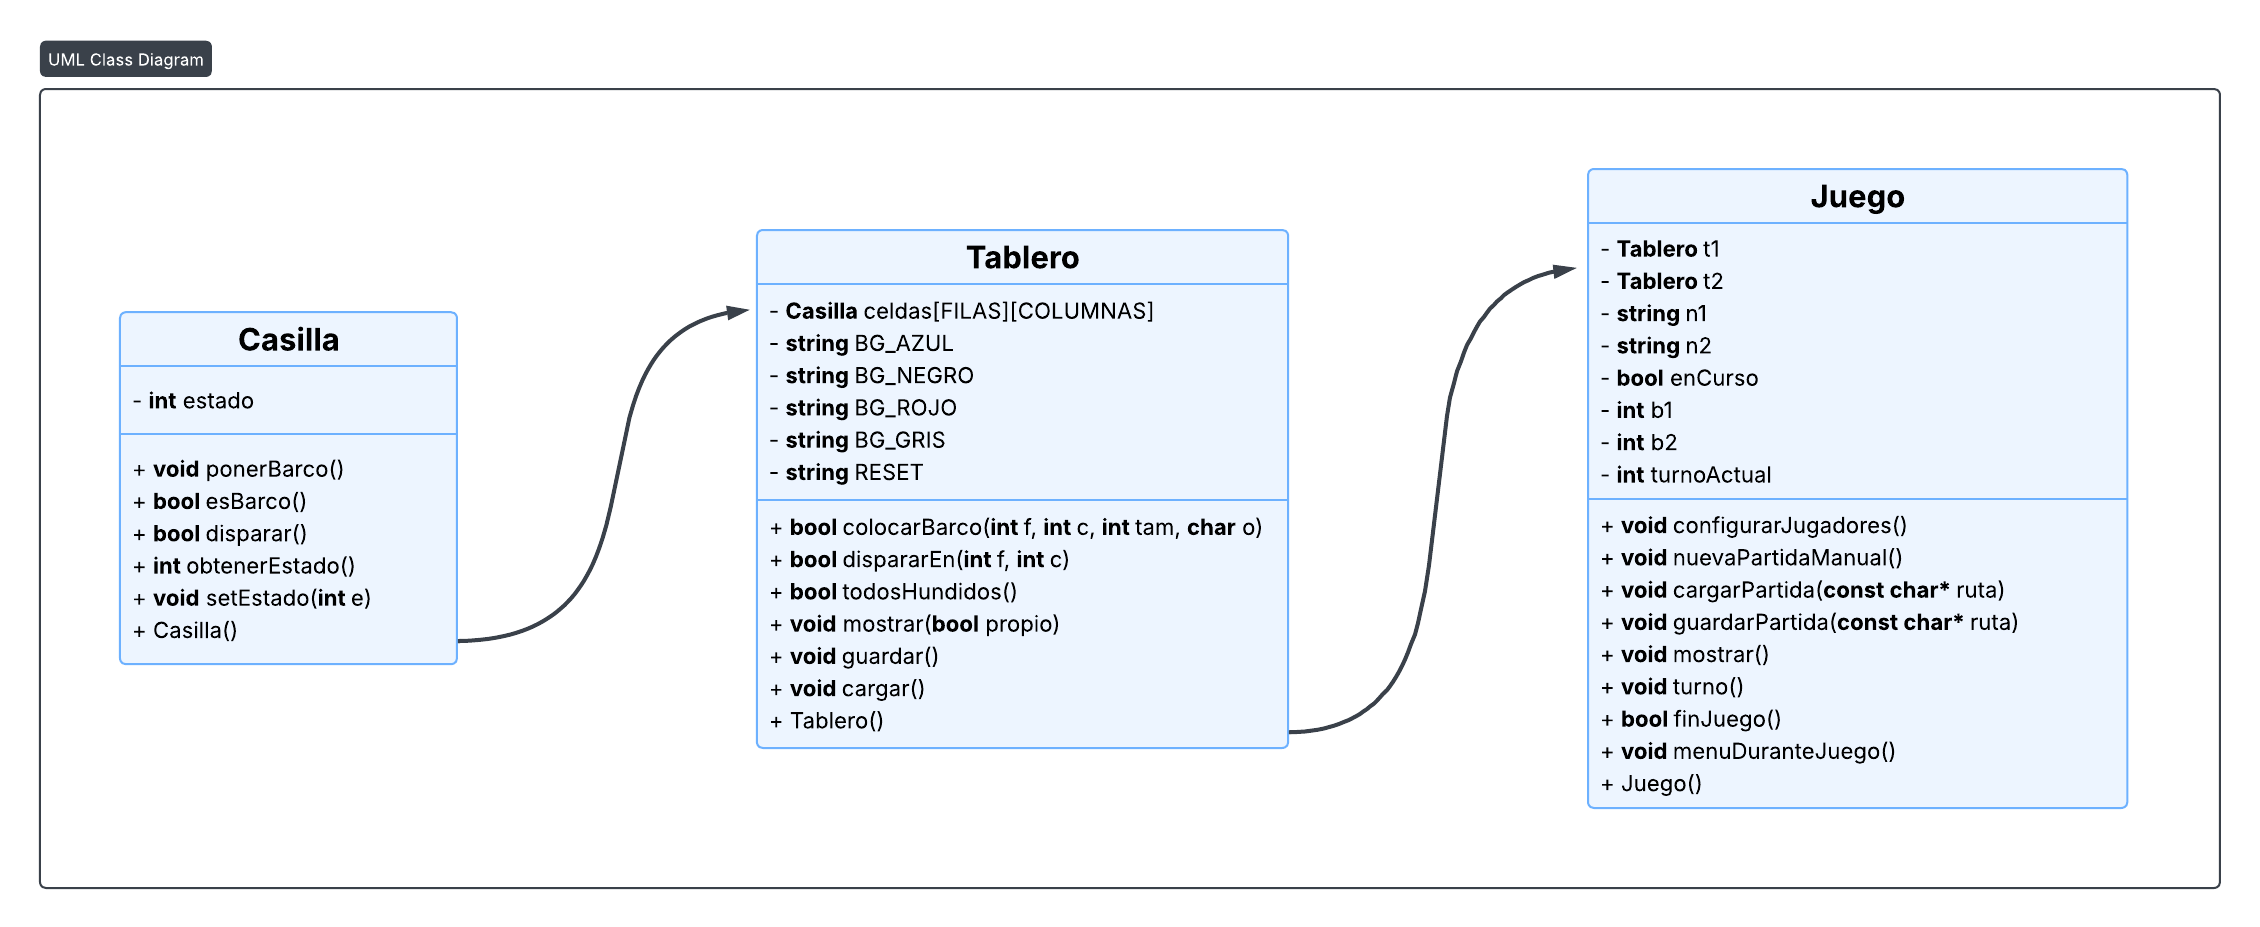 UML Class Diagram
Casilla
- int estado
+ void ponerBarco()
+ bool esBarco()
+ bool disparar()
+ int obtenerEstado()
+ void setEstado(int e)
+ Casilla()
Tablero
- Casilla celdas[FILAS][COLUMNAS]
- string BG_AZUL
- string BG_NEGRO
- string BG_ROJO
- string BG_GRIS
- string RESET
+ bool colocarBarco(int f, int c, int tam, char o)
+ bool dispararEn(int f, int c)
+ bool todosHundidos()
+ void mostrar(bool propio)
+ void guardar()
+ void cargar()
+ Tablero()
Juego
- Tablero t1
- Tablero t2
- string n1
- string n2
- bool enCurso
- int b1
- int b2
- int turnoActual
+ void configurarJugadores()
+ void nuevaPartidaManual()
+ void cargarPartida(const char* ruta)
+ void guardarPartida(const char* ruta)
+ void mostrar()
+ void turno()
+ bool finJuego()
+ void menuDuranteJuego()
+ Juego()